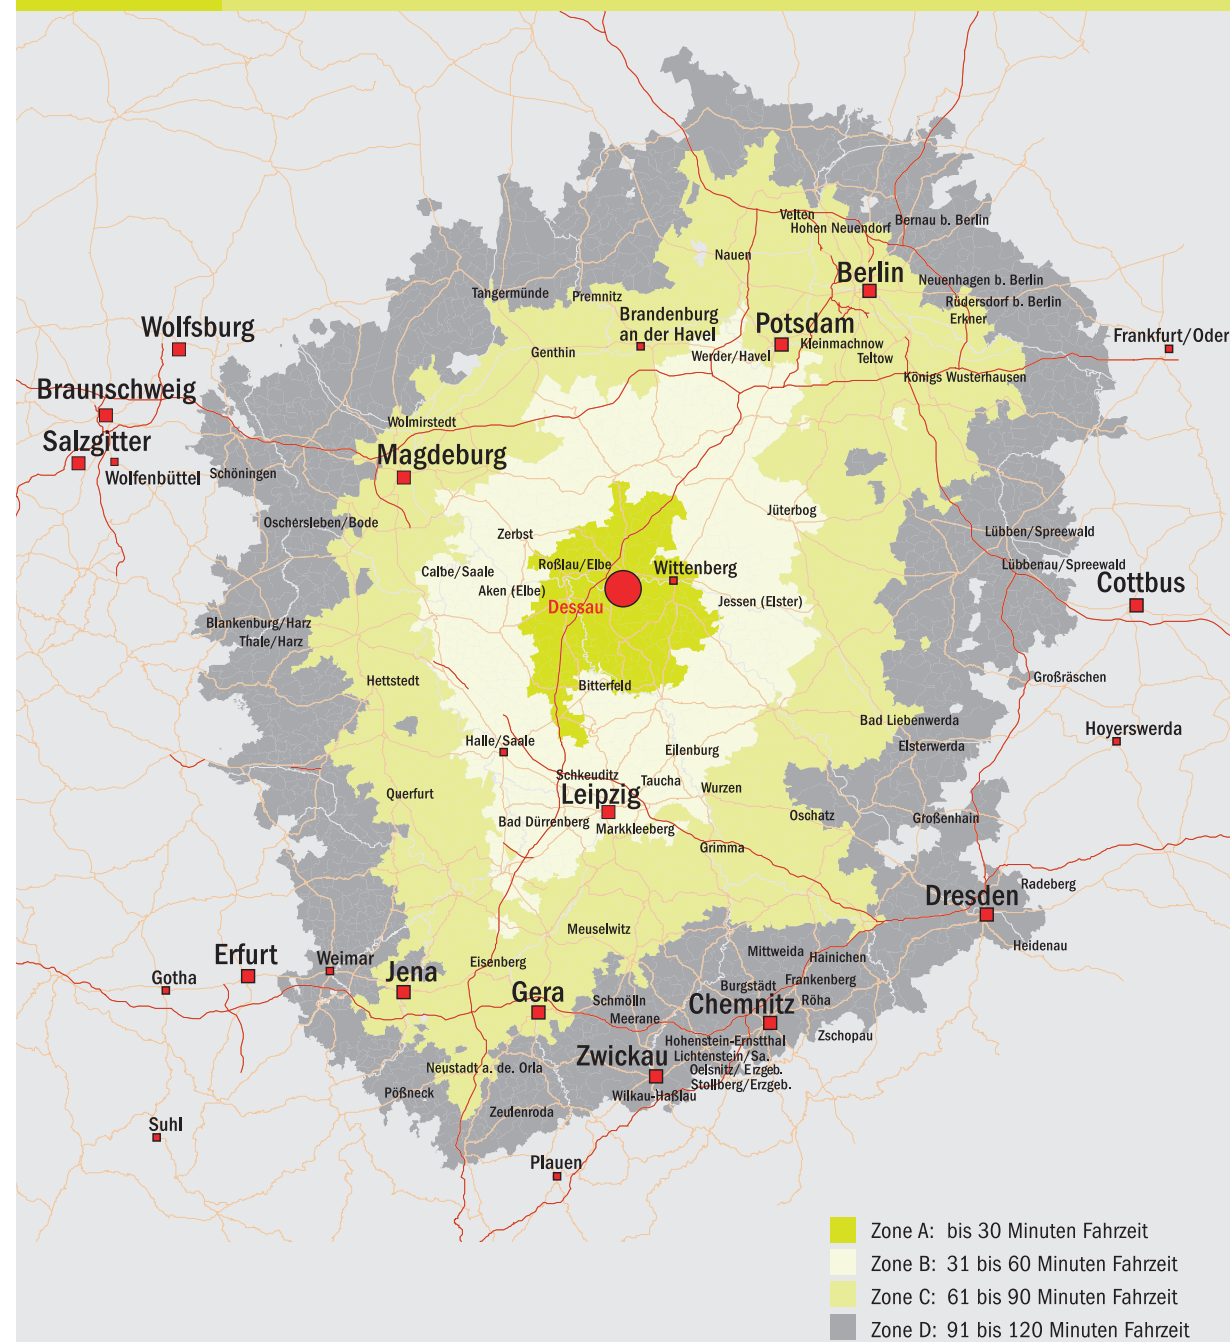 Velten
Hohen Neuendorf
Bernau b. Berlin
Nauen
Berlin
Neuenhagen b. Berlin
Tangermünde
Premnitz
Rüdersdorf b. Berlin
Erkner
Brandenburg
an der Havel
Potsdam
Wolfsburg
Frankfurt/Oder
Kleinmachnow
Genthin
Werder/Havel
Teltow
Königs Wusterhausen
Braunschweig
Wolmirstedt
Salzgitter
Magdeburg
Wolfenbüttel
Schöningen
Jüterbog
Oschersleben/Bode
Zerbst
Lübben/Spreewald
Roßlau/Elbe
Wittenberg
Lübbenau/Spreewald
Calbe/Saale
Cottbus
Aken (Elbe)
Dessau
Jessen (Elster)
Blankenburg/Harz
Thale/Harz
Hettstedt
Bitterfeld
Großräschen
Bad Liebenwerda
Hoyerswerda
Halle/Saale
Eilenburg
Elsterwerda
Schkeuditz
Taucha
Wurzen
Querfurt
Leipzig
Oschatz
Großenhain
Bad Dürrenberg
Markkleeberg
Grimma
Radeberg
Dresden
Meuselwitz
Heidenau
Erfurt
Weimar
Mittweida
Hainichen
Gotha
Jena
Eisenberg
Frankenberg
Gera
Burgstädt
Schmölln
Chemnitz
Röha
Meerane
Zschopau
Hohenstein-Ernstthal
Zwickau
Lichtenstein/Sa.
Neustadt a. de. Orla
Oelsnitz/ Erzgeb.
Stollberg/Erzgeb.
Pößneck
Wilkau-Haßlau
Zeulenroda
Suhl
Plauen
Zone A: bis 30 Minuten Fahrzeit
Zone B: 31 bis 60 Minuten Fahrzeit
Zone C: 61 bis 90 Minuten Fahrzeit
Zone D: 91 bis 120 Minuten Fahrzeit